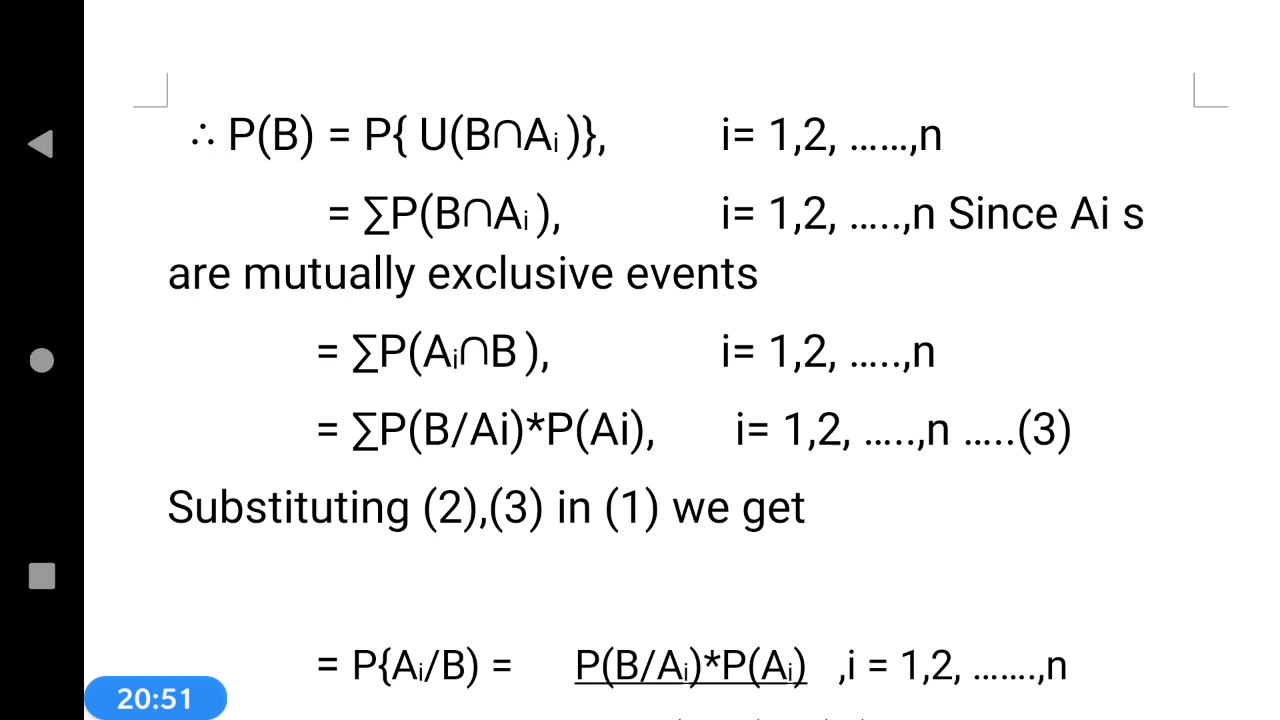 ∴ P(B) = P{ U(B∩Aᵢ )}, i= 1,2, ……,n
= ∑P(B∩Aᵢ ), i= 1,2, …..,n Since Ai s
are mutually exclusive events
= ∑P(Aᵢ∩B ), i= 1,2, …..,n
= ∑P(B/Ai)*P(Ai), i= 1,2, …..,n …..(3)
Substituting (2),(3) in (1) we get
= P{Aᵢ/B) = P(B/Aᵢ)*P(Aᵢ) ,i = 1,2, …….,n
20:51